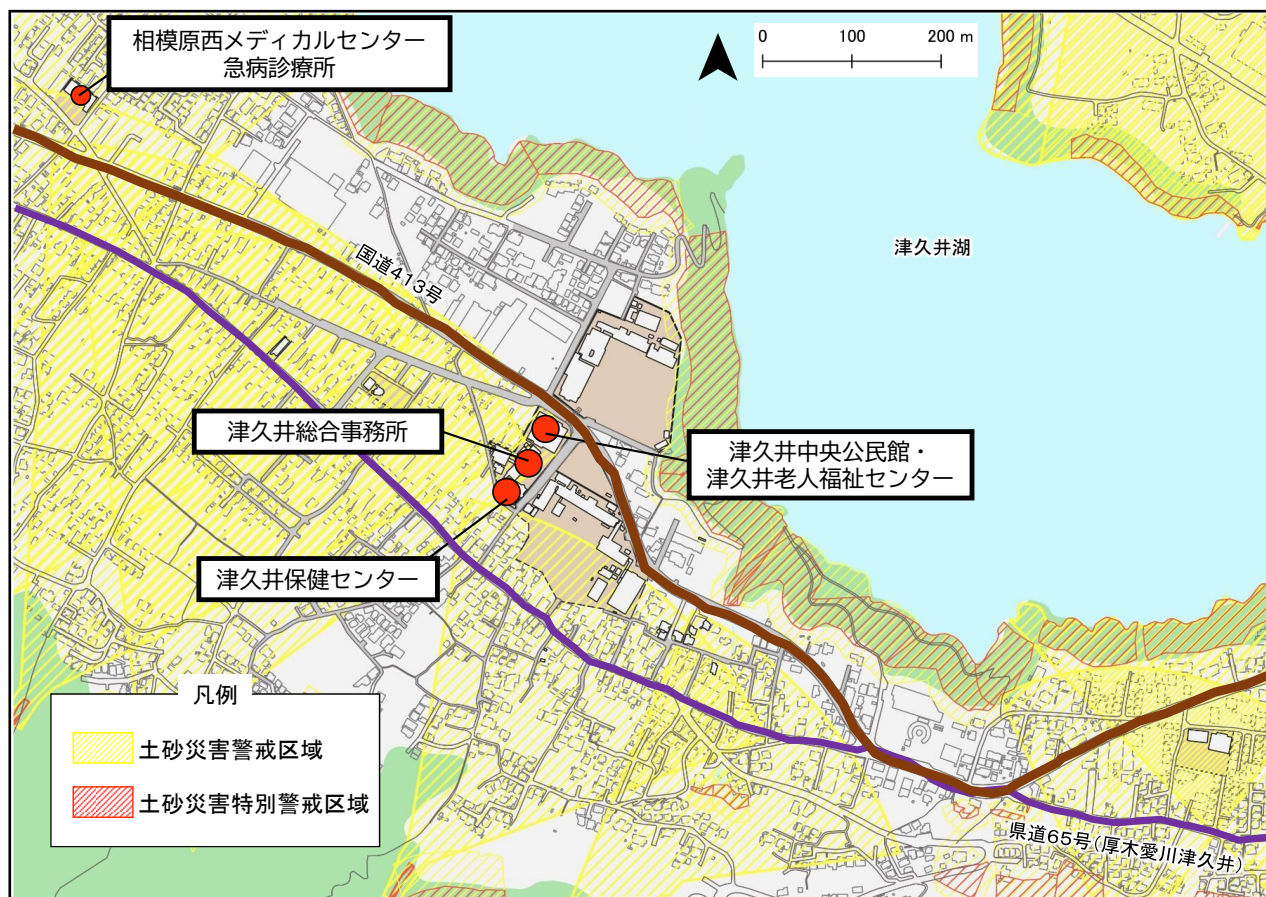 相模原西メディカルセンター
急病診療所
0 100 200 m
津久井湖
国道413号
津久井総合事務所
津久井中央公民館・
津久井老人福祉センター
津久井保健センター
凡例
土砂災害警戒区域
土砂災害特別警戒区域
県道65号(厚木愛川津久井)